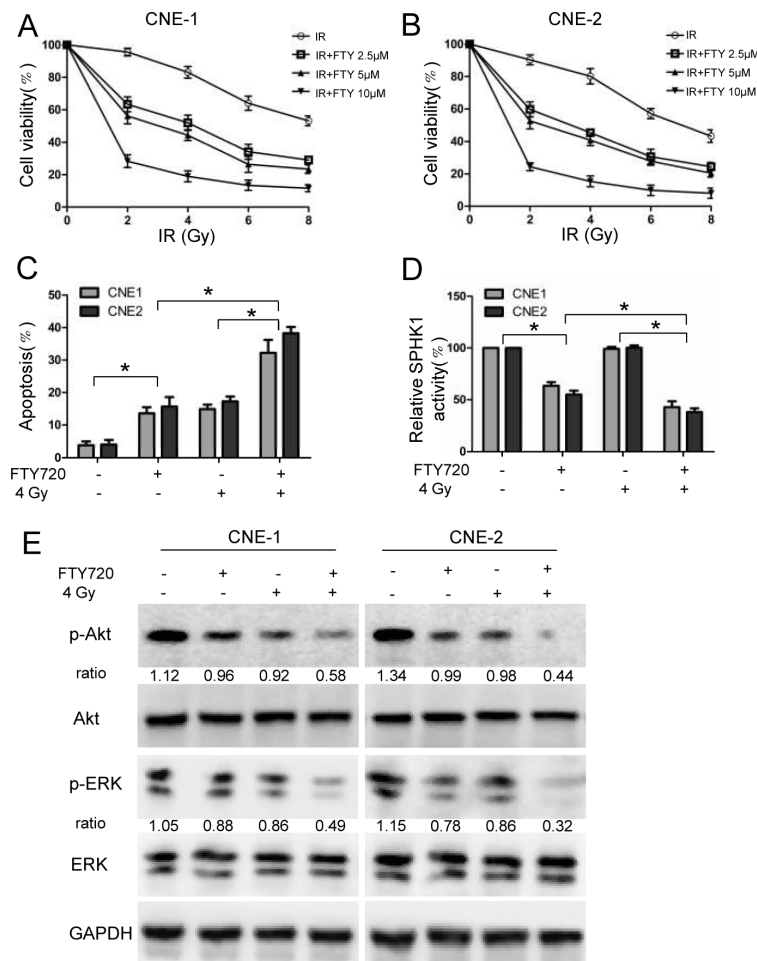 A
CNE-1
Cell viability(%)
100
80
60
40
20
0
0 2 4 6 8
IR (Gy)
IR
IR+FTY 2.5μM
IR+FTY 5μM
IR+FTY 10μM
B
CNE-2
Cell viability(%)
100
80
60
40
20
0
0 2 4 6 8
IR (Gy)
IR
IR+FTY 2.5μM
IR+FTY 5μM
IR+FTY 10μM
C
Apoptosis(%)
50
40
30
20
10
0
CNE1
CNE2
* * *
FTY720 - + - +
4 Gy - - + +
D
Relative SPHK1
activity(%)
150
100
50
0
CNE1
CNE2
* * *
FTY720 - + - +
4 Gy - - + +
E
CNE-1 CNE-2
FTY720 - + - + - + - +
4 Gy - - + + - - + +
p-Akt
ratio 1.12 0.96 0.92 0.58 1.34 0.99 0.98 0.44
Akt
p-ERK
ratio 1.05 0.88 0.86 0.49 1.15 0.78 0.86 0.32
ERK
GAPDH